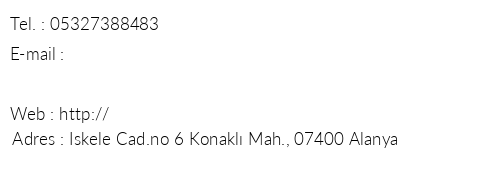 Tel. : 05327388483
E-mail :
Web : http://
Adres : Iskele Cad.no 6 Konaklı Mah., 07400 Alanya